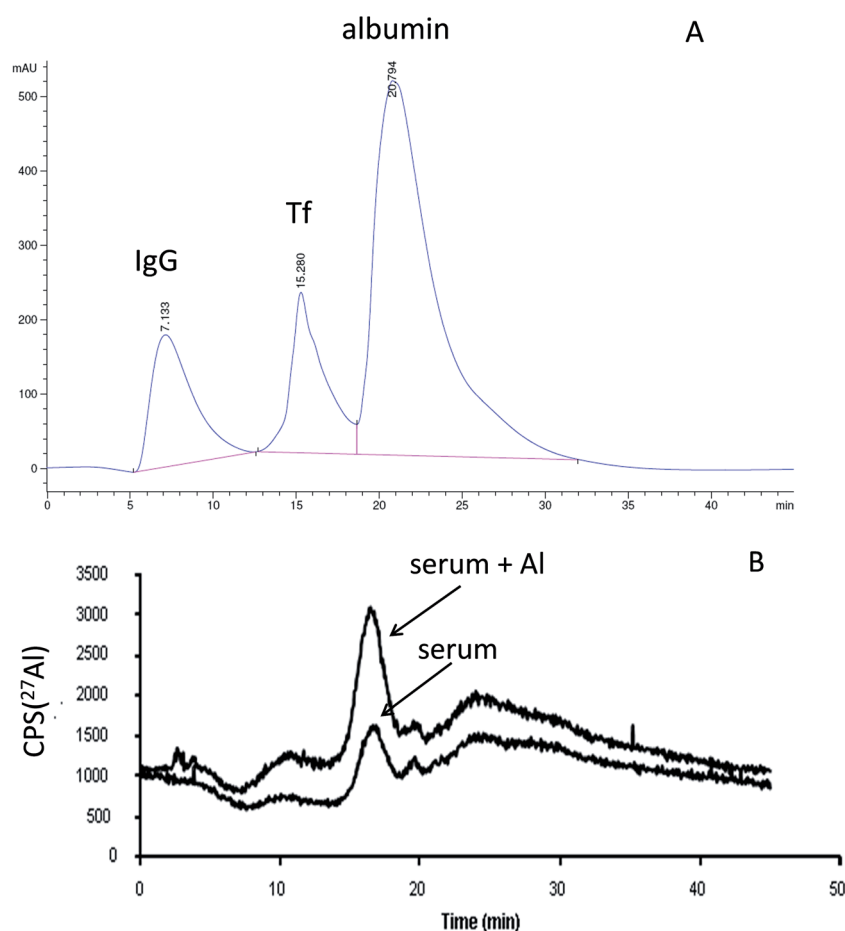 albumin
A
mAU
20.794
500
400
Tf
300
15.280
IgG
7.133
200
100
0
0 5 10 15 20 25 30 35 40 min
B
serum + Al
3500
3000
serum
2500
2000
CPS(²⁷Al)
1500
1000
500
0
0 10 20 30 40 50
Time (min)